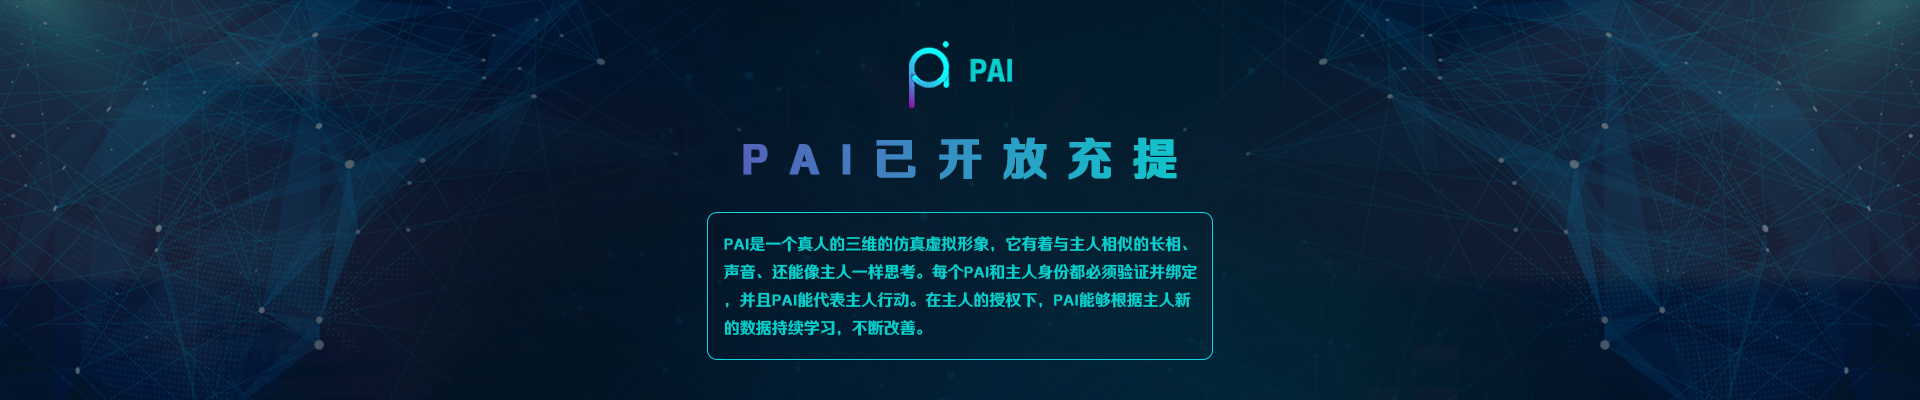 PAI
PAI已开放充提
PAI是一个真人的三维的仿真虚拟形象，它有着与主人相似的长相、
声音、还能像主人一样思考。每个PAI和主人身份都必须验证并绑定
，并且PAI能代表主人行动。在主人的授权下，PAI能够根据主人新
的数据持续学习，不断改善。